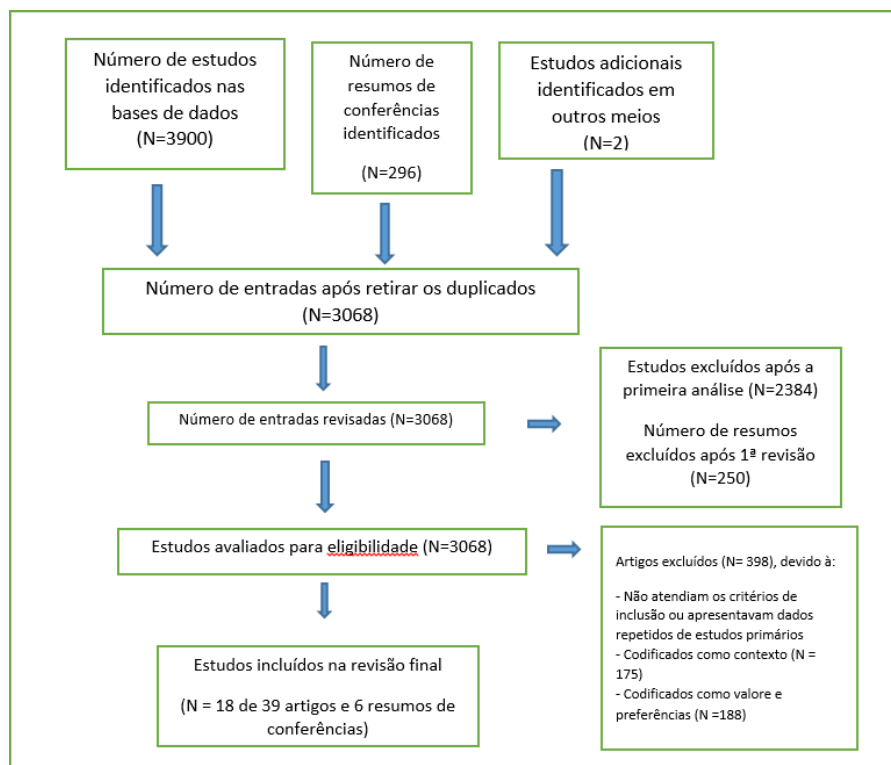 Número de estudos
identificados nas
bases de dados
(N=3900)
Número de
resumos de
conferências
identificados
(N=296)
Estudos adicionais
identificados em
outros meios
(N=2)
Número de entradas após retirar os duplicados
(N=3068)
Número de entradas revisadas (N=3068)
Estudos excluídos após a
primeira análise (N=2384)
Número de resumos
excluídos após 1ª revisão
(N=250)
Estudos avaliados para eligibilidade (N=3068)
Artigos excluídos (N= 398), devido à:
- Não atendiam os critérios de
inclusão ou apresentavam dados
repetidos de estudos primários
- Codificados como contexto (N =
175)
- Codificados como valore e
preferências (N =188)
Estudos incluídos na revisão final
(N = 18 de 39 artigos e 6 resumos de
conferências)